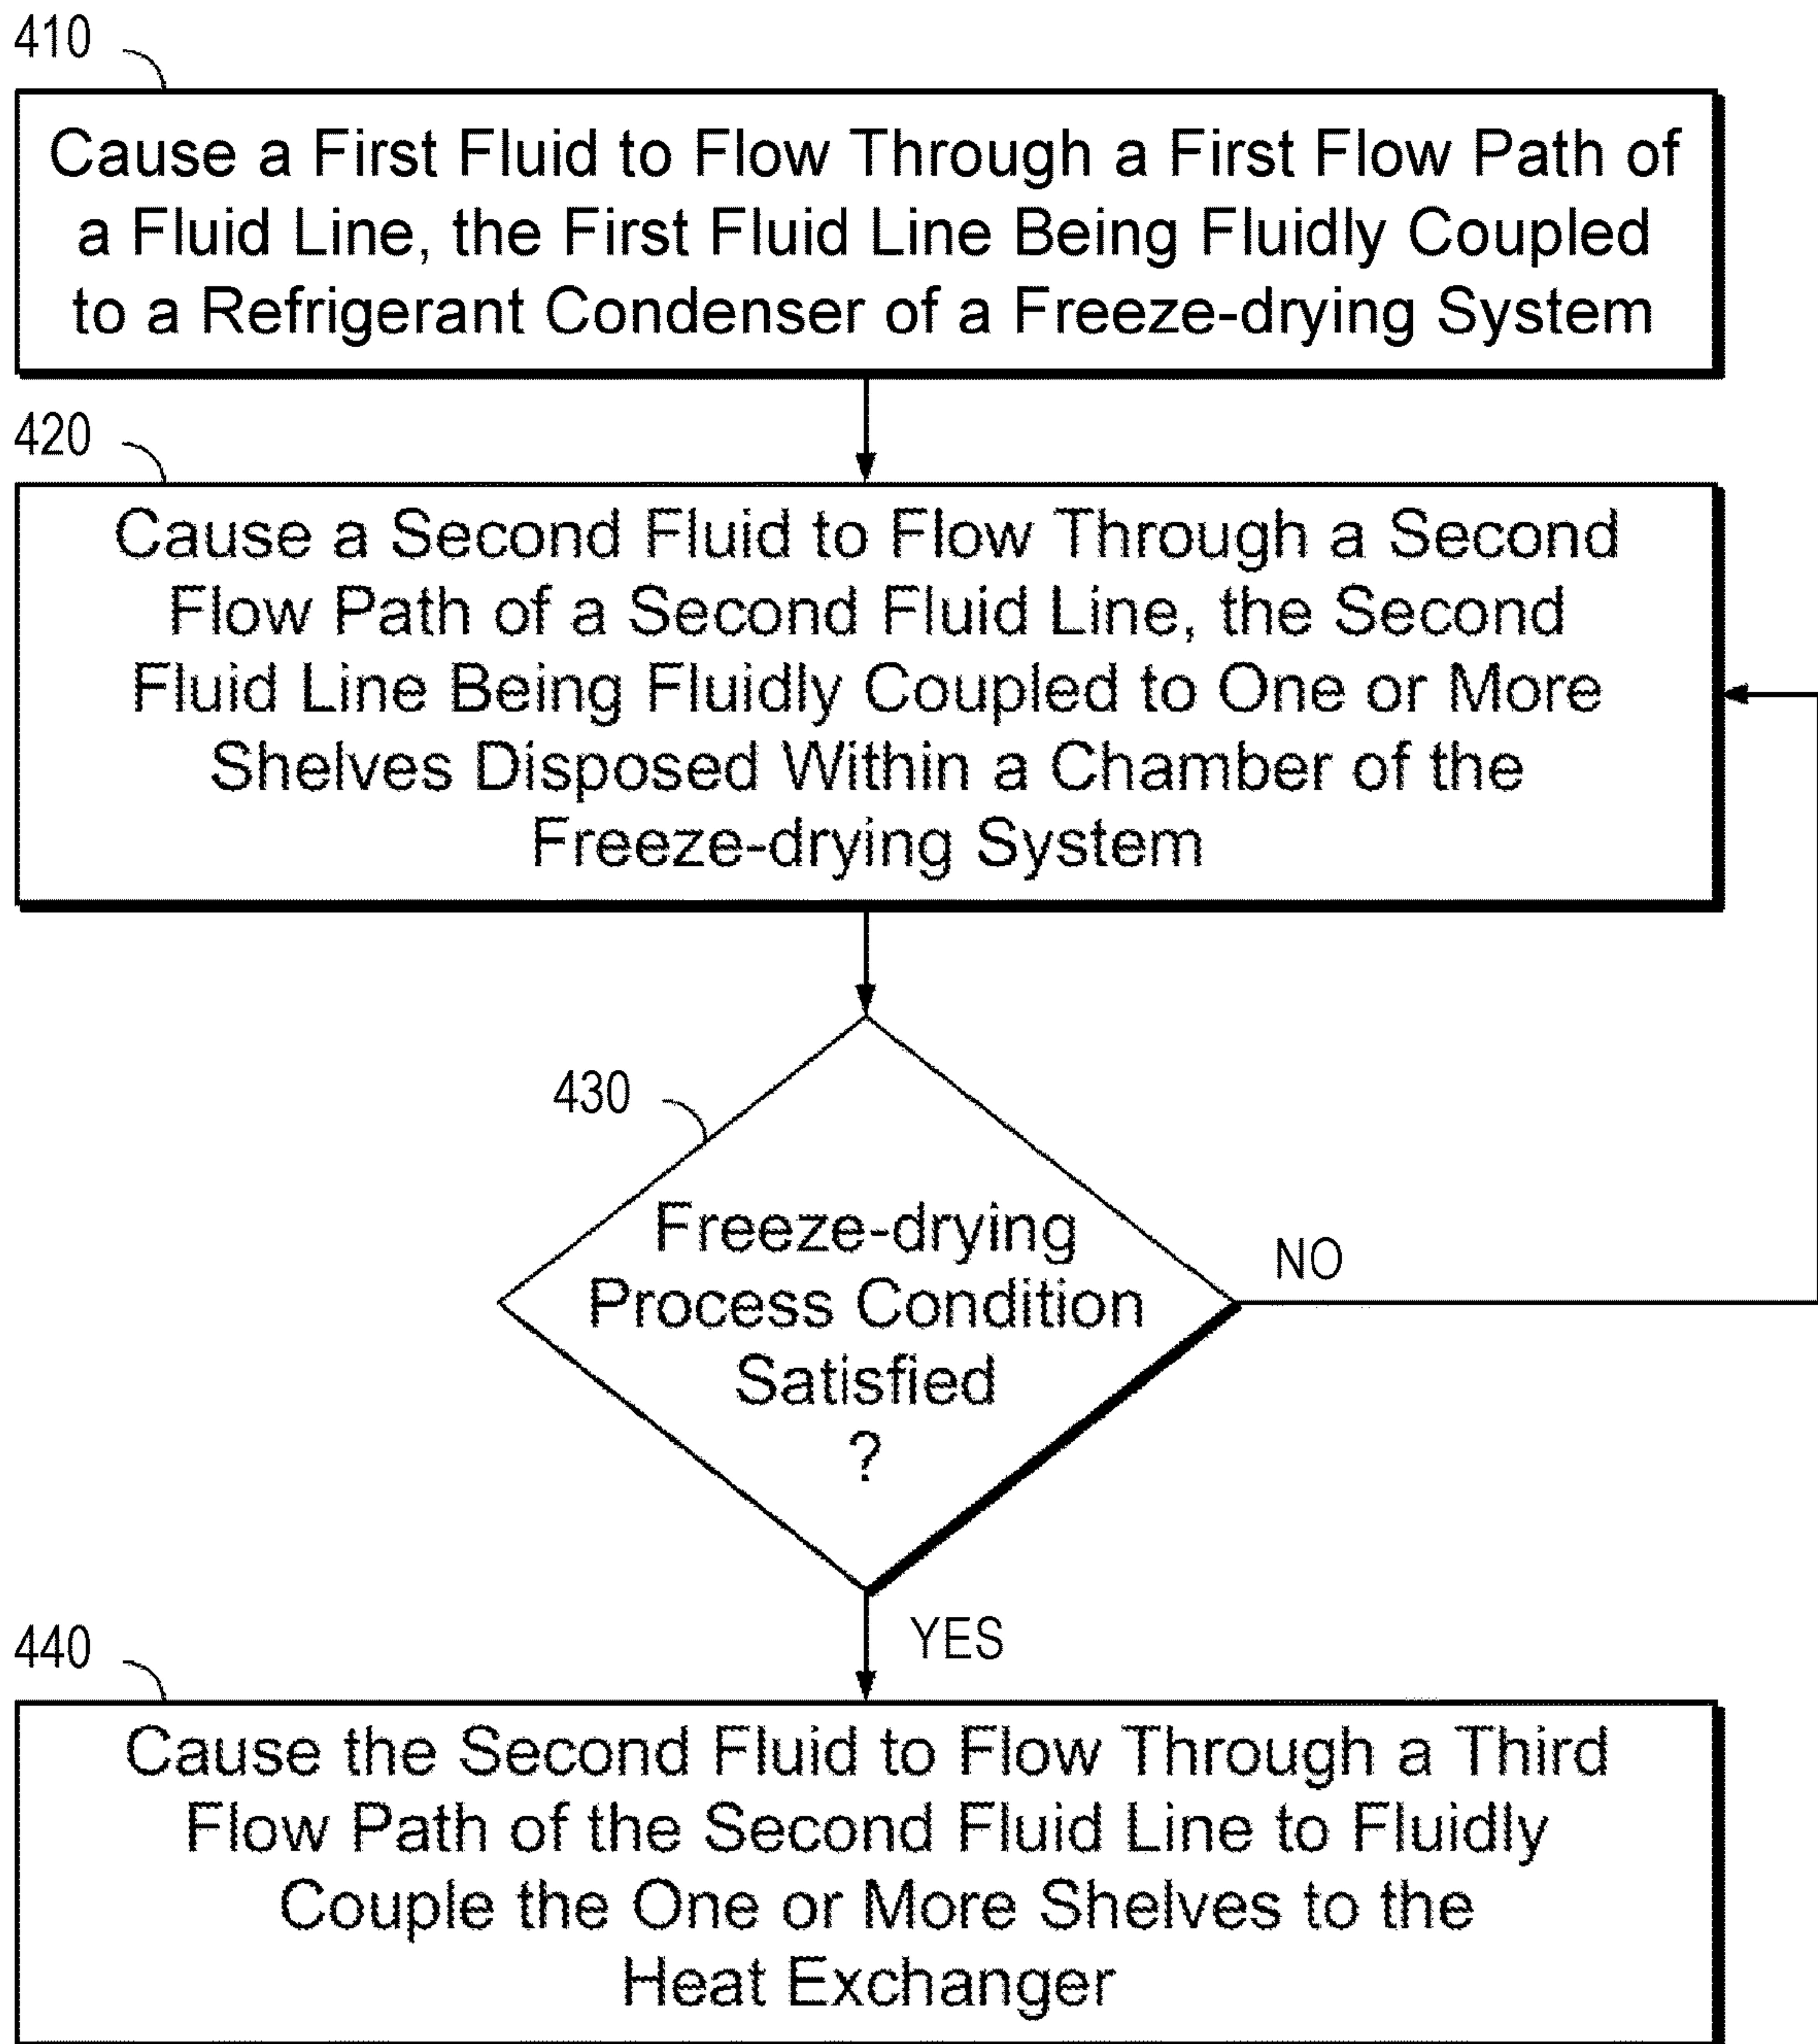 410
Cause a First Fluid to Flow Through a First Flow Path of
a Fluid Line, the First Fluid Line Being Fluidly Coupled
to a Refrigerant Condenser of a Freeze-drying System
420
Cause a Second Fluid to Flow Through a Second
Flow Path of a Second Fluid Line, the Second
Fluid Line Being Fluidly Coupled to One or More
Shelves Disposed Within a Chamber of the
Freeze-drying System
430
Freeze-drying
Process Condition
Satisfied
?
NO
YES
440
Cause the Second Fluid to Flow Through a Third
Flow Path of the Second Fluid Line to Fluidly
Couple the One or More Shelves to the
Heat Exchanger